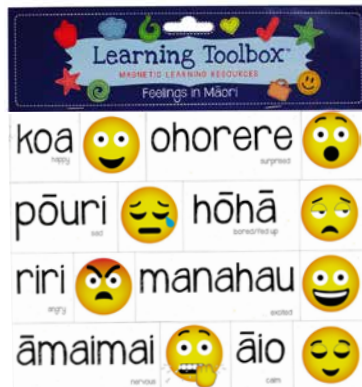 Learning Toolbox™
MAGNETIC LEARNING RESOURCES
Feelings in Māori
koa
happy
ohorere
surprised
pōuri
sad
hōhā
bored/fed up
riri
angry
manahau
excited
āmaimai
nervous
āio
calm